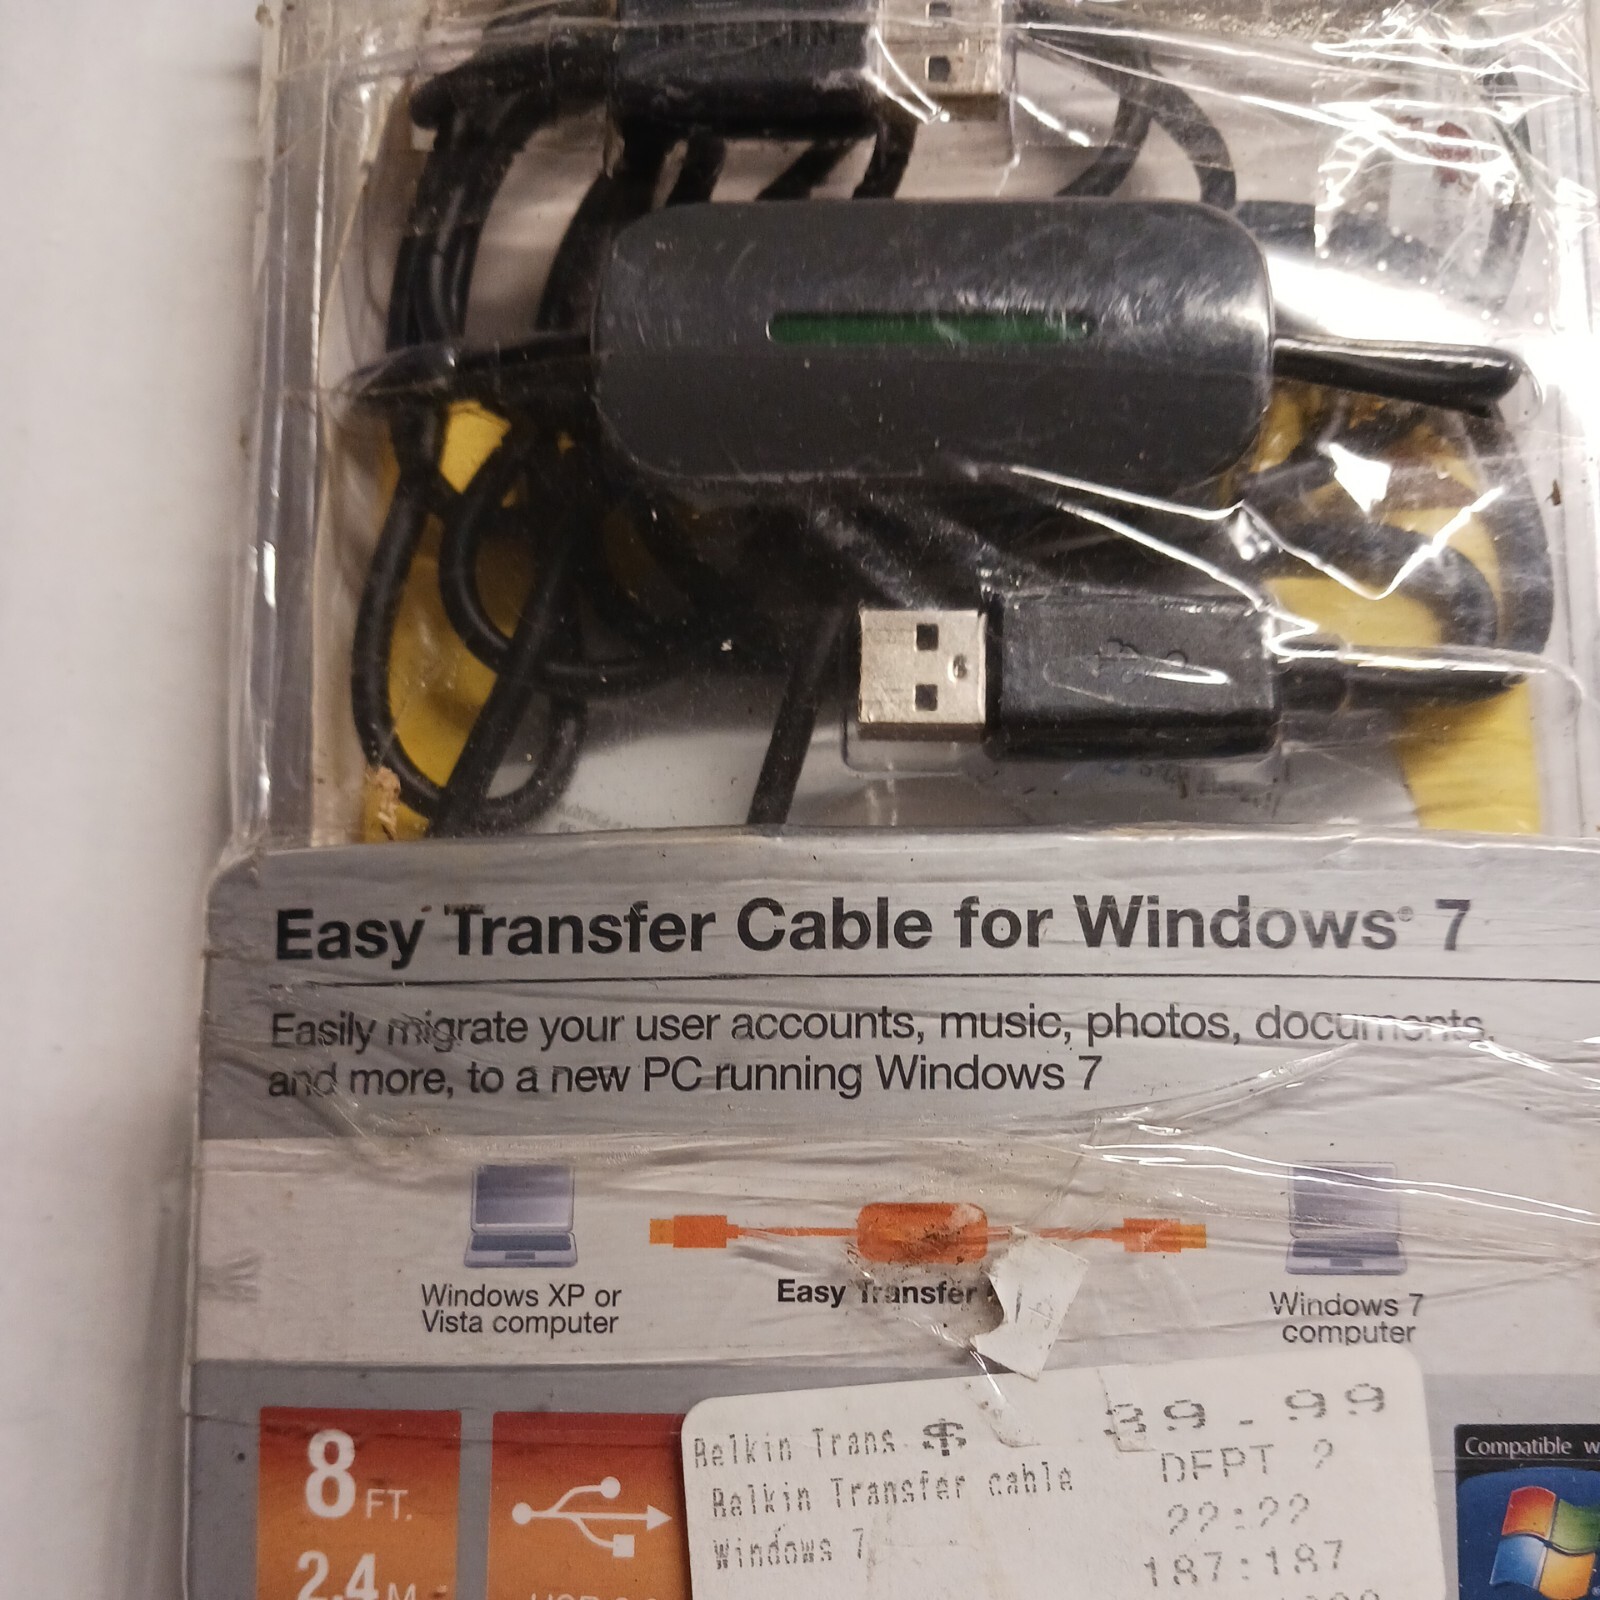 BELKIN
Easy Transfer Cable for Windows® 7
Easily migrate your user accounts, music, photos, documents,
and more, to a new PC running Windows 7
Windows XP or
Vista computer
Easy Transfer
Windows 7
computer
8 FT.
2.4 M
Belkin Trans $ 39.99
DEPT ?
Belkin Transfer cable
??:??
Windows 7
187:187
Compatible w